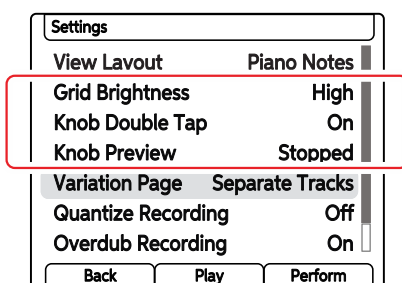 Settings
View Layout Piano Notes
Grid Brightness High
Knob Double Tap On
Knob Preview Stopped
Variation Page Separate Tracks
Quantize Recording Off
Overdub Recording On
Back Play Perform